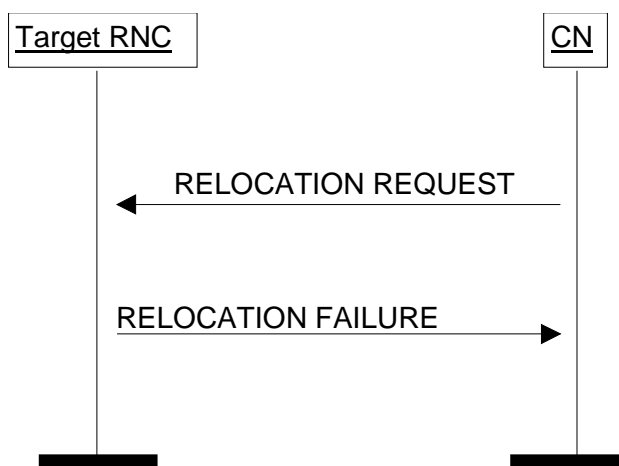 Target RNC
CN
RELOCATION REQUEST
RELOCATION FAILURE